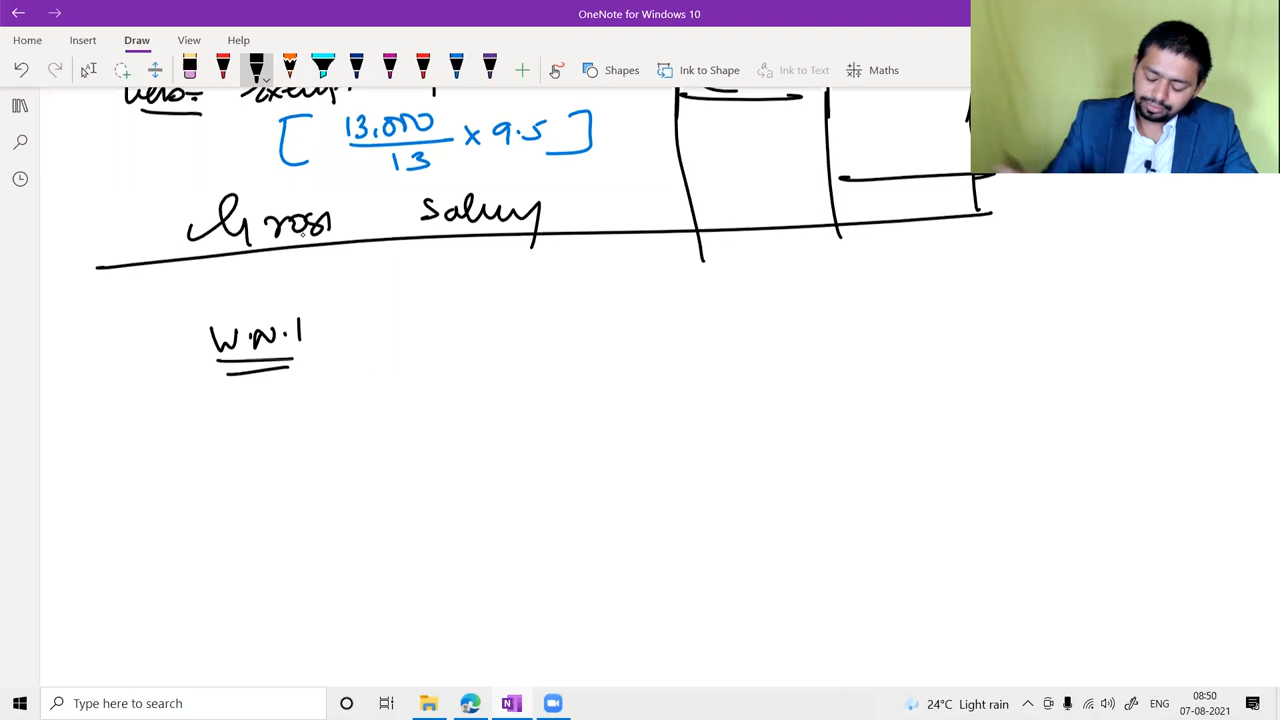 OneNote for Windows 10
Home Insert Draw View Help
Shapes Ink to Shape Ink to Text Maths
[ 13,000 / 13 x 9.5 ]
Gross Salary
W.N.1
Type here to search
24°C Light rain ENG 08:50
07-08-2021